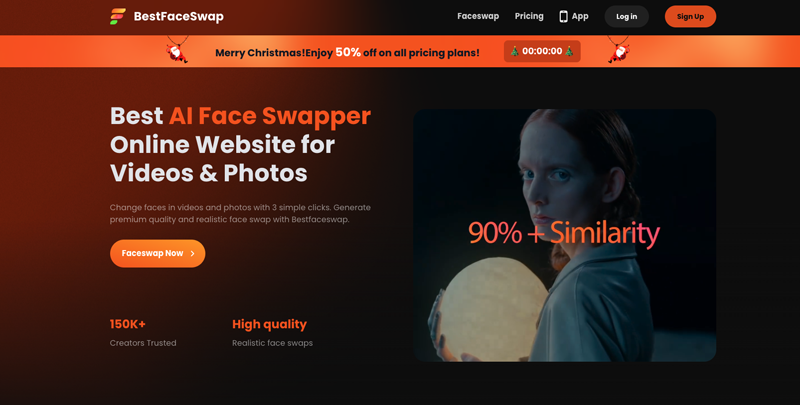 BestFaceSwap
Faceswap
Pricing
App
Log in
Sign Up
Merry Christmas!Enjoy 50% off on all pricing plans!
00:00:00
Best AI Face Swapper
Online Website for
Videos & Photos
Change faces in videos and photos with 3 simple clicks. Generate
premium quality and realistic face swap with Bestfaceswap.
Faceswap Now
90% + Similarity
150K+
Creators Trusted
High quality
Realistic face swaps